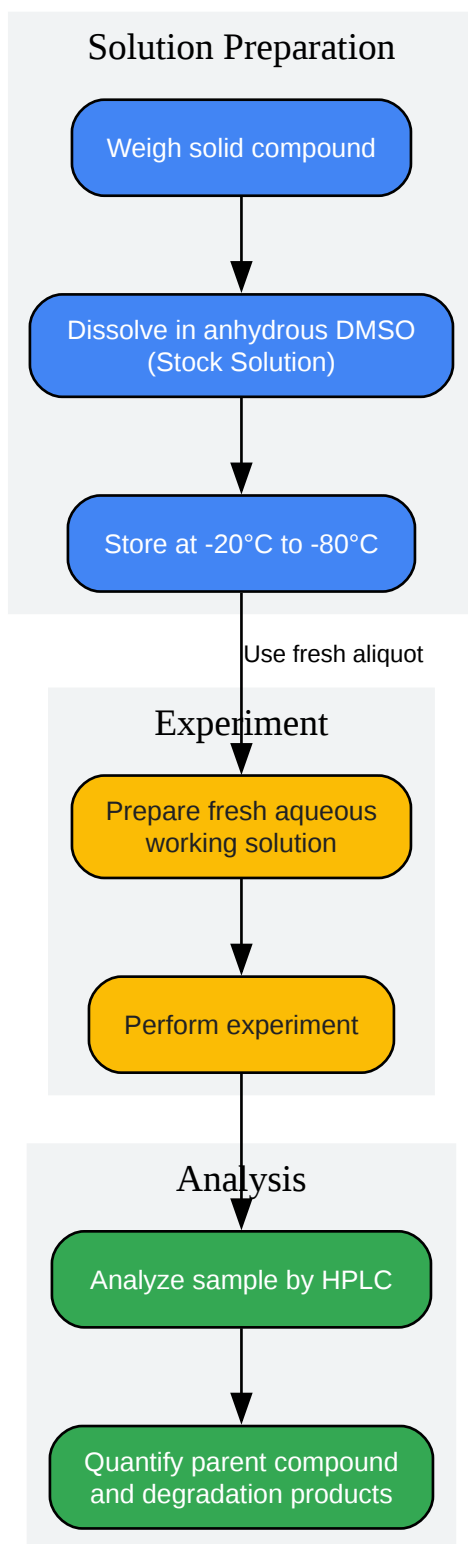 Solution Preparation
Weigh solid compound
Dissolve in anhydrous DMSO
(Stock Solution)
Store at -20°C to -80°C
Use fresh aliquot
Experiment
Prepare fresh aqueous
working solution
Perform experiment
Analysis
Analyze sample by HPLC
Quantify parent compound
and degradation products